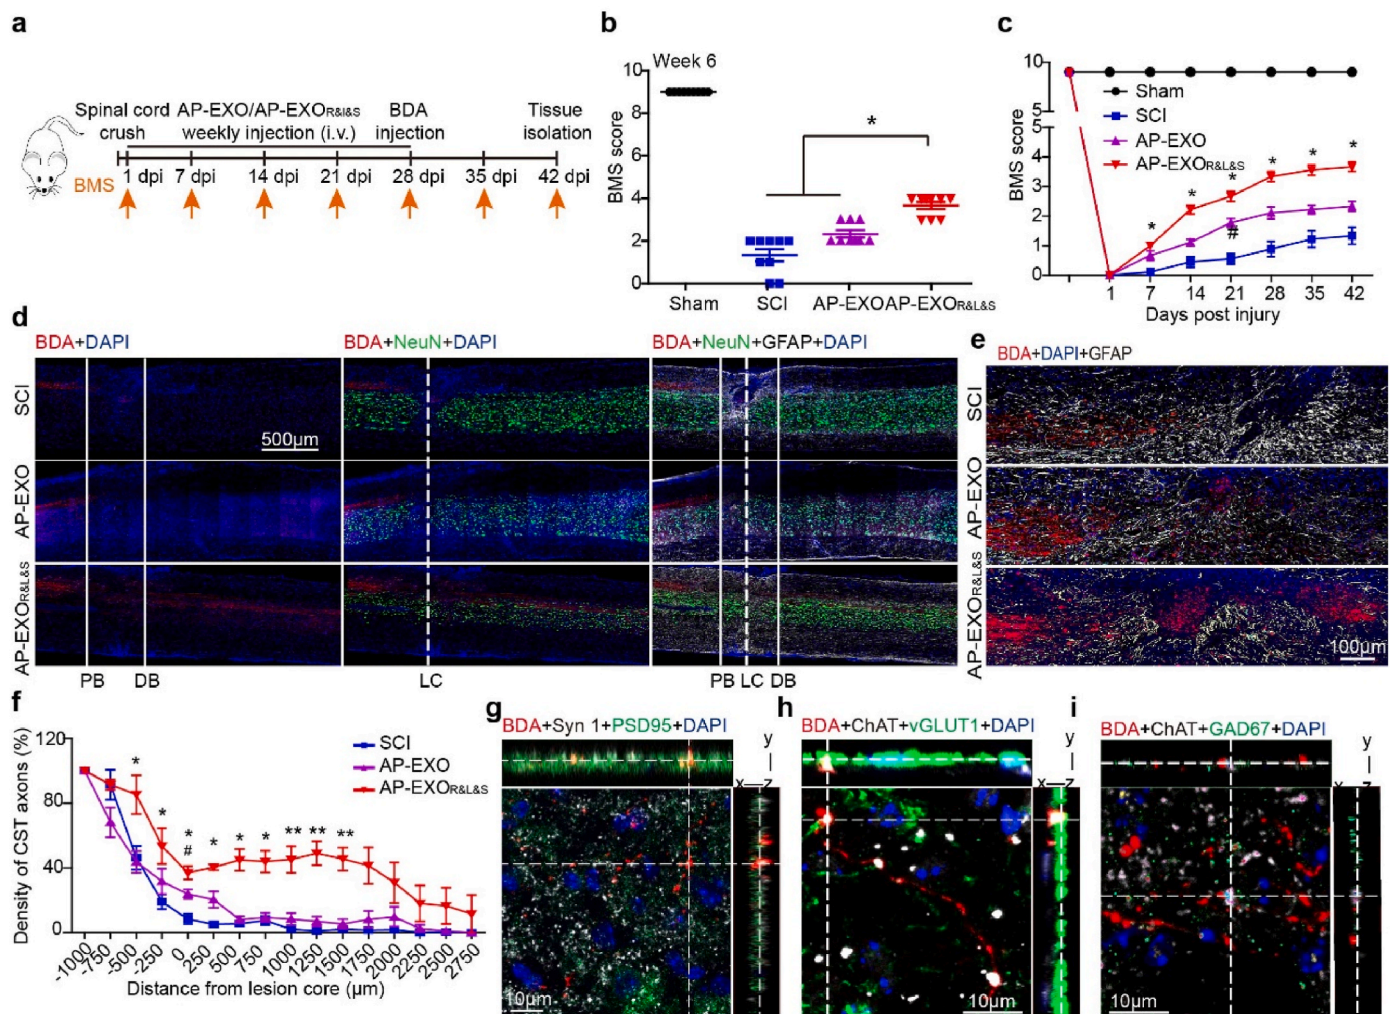 a
Spinal cord crush
AP-EXO/AP-EXOR&I&S weekly injection (i.v.)
BDA injection
Tissue isolation
BMS
1 dpi 7 dpi 14 dpi 21 dpi 28 dpi 35 dpi 42 dpi
b
Week 6
BMS score
10
8
6
4
2
0
*
Sham SCI AP-EXO AP-EXOR&L&S
c
BMS score
10
8
6
5
4
3
2
1
0
Sham
SCI
AP-EXO
AP-EXOR&L&S
* * * * * *
#
1 7 14 21 28 35 42
Days post injury
d
BDA+DAPI
BDA+NeuN+DAPI
BDA+NeuN+GFAP+DAPI
SCI
500μm
AP-EXO
AP-EXOR&L&S
PB DB LC PB LC DB
e
BDA+DAPI+GFAP
SCI
AP-EXO
AP-EXOR&L&S
100μm
f
Density of CST axons (%)
120
80
40
0
SCI
AP-EXO
AP-EXOR&L&S
* * * * * * ** ** **
#
-1000 -750 -500 -250 0 250 500 750 1000 1250 1500 1750 2000 2250 2500 2750
Distance from lesion core (μm)
g
BDA+Syn 1+PSD95+DAPI
y
x z
10μm
h
BDA+ChAT+vGLUT1+DAPI
y
x z
10μm
i
BDA+ChAT+GAD67+DAPI
y
x z
10μm